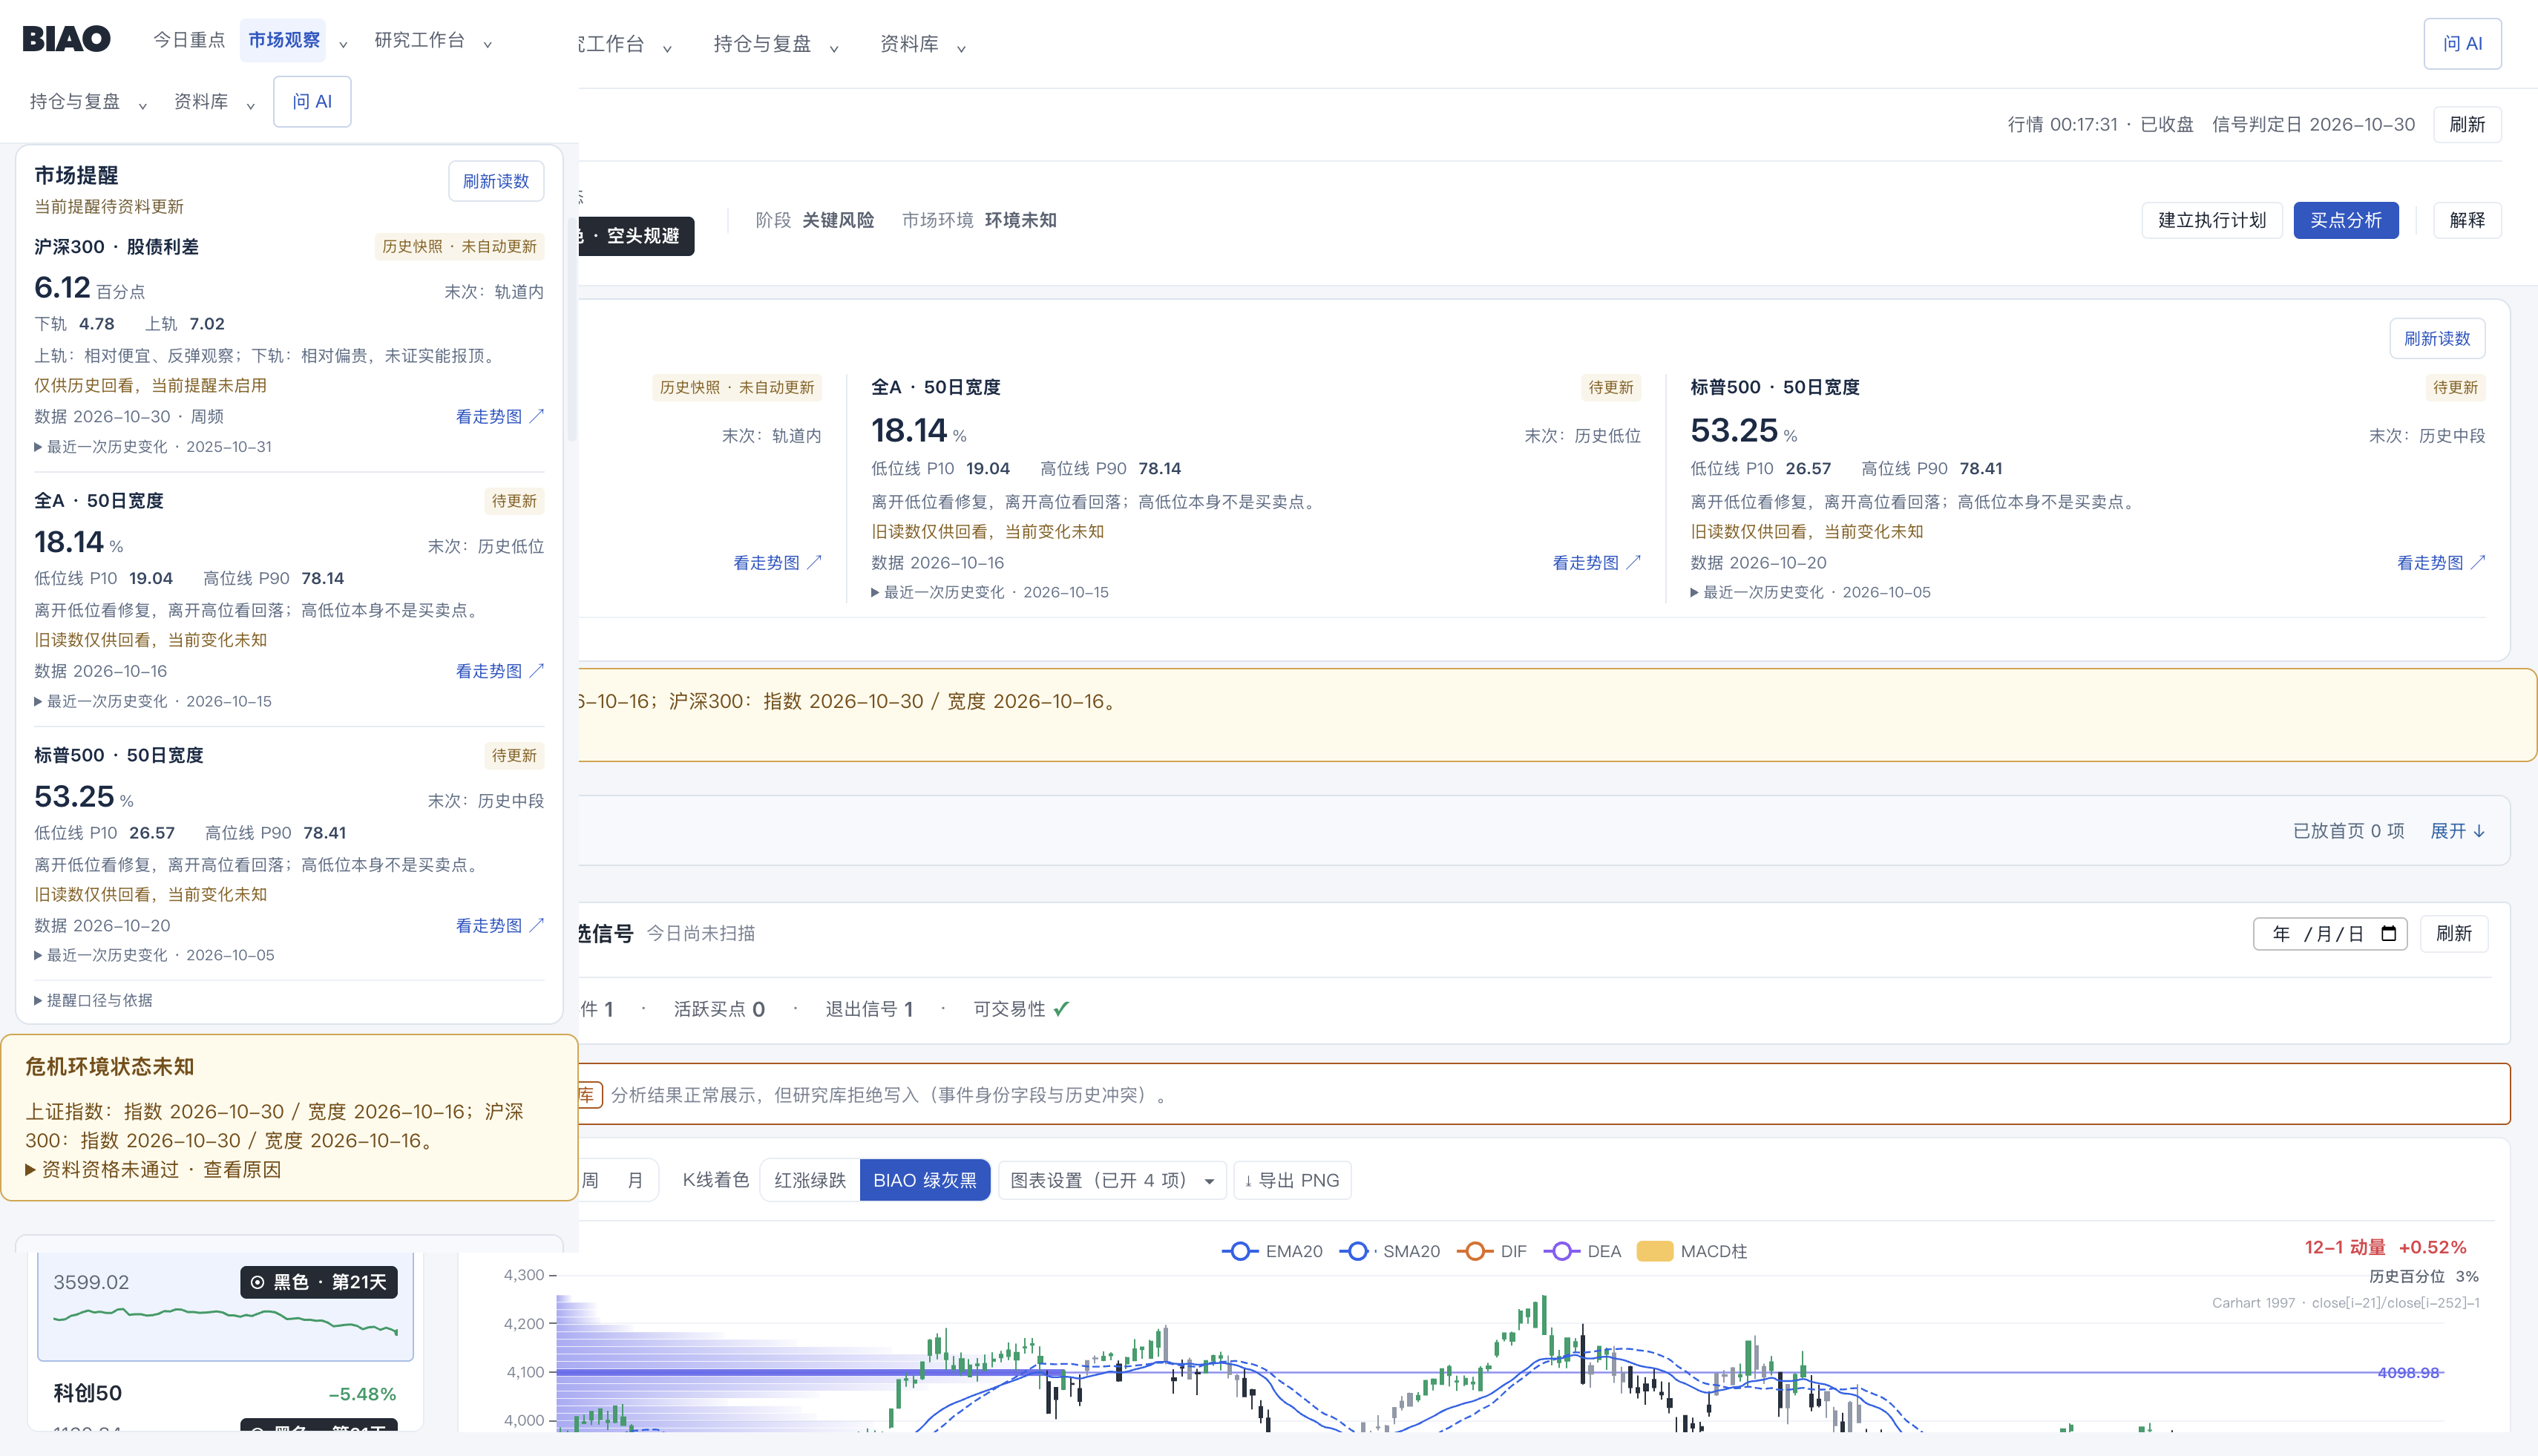 BIAO
今日重点
市场观察
研究工作台
持仓与复盘
资料库
问 AI
市场提醒
刷新读数
当前提醒待资料更新
沪深300 · 股债利差
历史快照 · 未自动更新
6.12 百分点
末次：轨道内
下轨 4.78 上轨 7.02
上轨：相对便宜、反弹观察；下轨：相对偏贵，未证实能报顶。
仅供历史回看，当前提醒未启用
数据 2026-10-30 · 周频
看走势图 ↗
▶ 最近一次历史变化 · 2025-10-31
全A · 50日宽度
待更新
18.14 %
末次：历史低位
低位线 P10 19.04 高位线 P90 78.14
离开低位看修复，离开高位看回落；高低位本身不是买卖点。
旧读数仅供回看，当前变化未知
数据 2026-10-16
看走势图 ↗
▶ 最近一次历史变化 · 2026-10-15
标普500 · 50日宽度
待更新
53.25 %
末次：历史中段
低位线 P10 26.57 高位线 P90 78.41
离开低位看修复，离开高位看回落；高低位本身不是买卖点。
旧读数仅供回看，当前变化未知
数据 2026-10-20
看走势图 ↗
▶ 最近一次历史变化 · 2026-10-05
▶ 提醒口径与依据
危机环境状态未知
上证指数：指数 2026-10-30 / 宽度 2026-10-16；沪深
300：指数 2026-10-30 / 宽度 2026-10-16。
▶ 资料资格未通过 · 查看原因
3599.02
黑色 · 第21天
科创50
-5.48%
工作台
持仓与复盘
资料库
问 AI
行情 00:17:31 · 已收盘 信号判定日 2026-10-30
刷新
· 空头规避
阶段 关键风险 市场环境 环境未知
建立执行计划
买点分析
解释
刷新读数
历史快照 · 未自动更新
末次：轨道内
看走势图 ↗
全A · 50日宽度
待更新
18.14 %
末次：历史低位
低位线 P10 19.04 高位线 P90 78.14
离开低位看修复，离开高位看回落；高低位本身不是买卖点。
旧读数仅供回看，当前变化未知
数据 2026-10-16
看走势图 ↗
▶ 最近一次历史变化 · 2026-10-15
标普500 · 50日宽度
待更新
53.25 %
末次：历史中段
低位线 P10 26.57 高位线 P90 78.41
离开低位看修复，离开高位看回落；高低位本身不是买卖点。
旧读数仅供回看，当前变化未知
数据 2026-10-20
看走势图 ↗
▶ 最近一次历史变化 · 2026-10-05
-10-16；沪深300：指数 2026-10-30 / 宽度 2026-10-16。
已放首页 0 项
展开 ↓
选信号 今日尚未扫描
年 /月/日
刷新
件 1 · 活跃买点 0 · 退出信号 1 · 可交易性 ✓
库 分析结果正常展示，但研究库拒绝写入（事件身份字段与历史冲突）。
周 月
K线着色
红涨绿跌
BIAO 绿灰黑
图表设置（已开 4 项）
↓ 导出 PNG
EMA20 SMA20 DIF DEA MACD柱
12-1 动量 +0.52%
历史百分位 3%
Carhart 1997 · close[i-21]/close[i-252]-1
4,300
4,200
4,100
4098.98
4,000